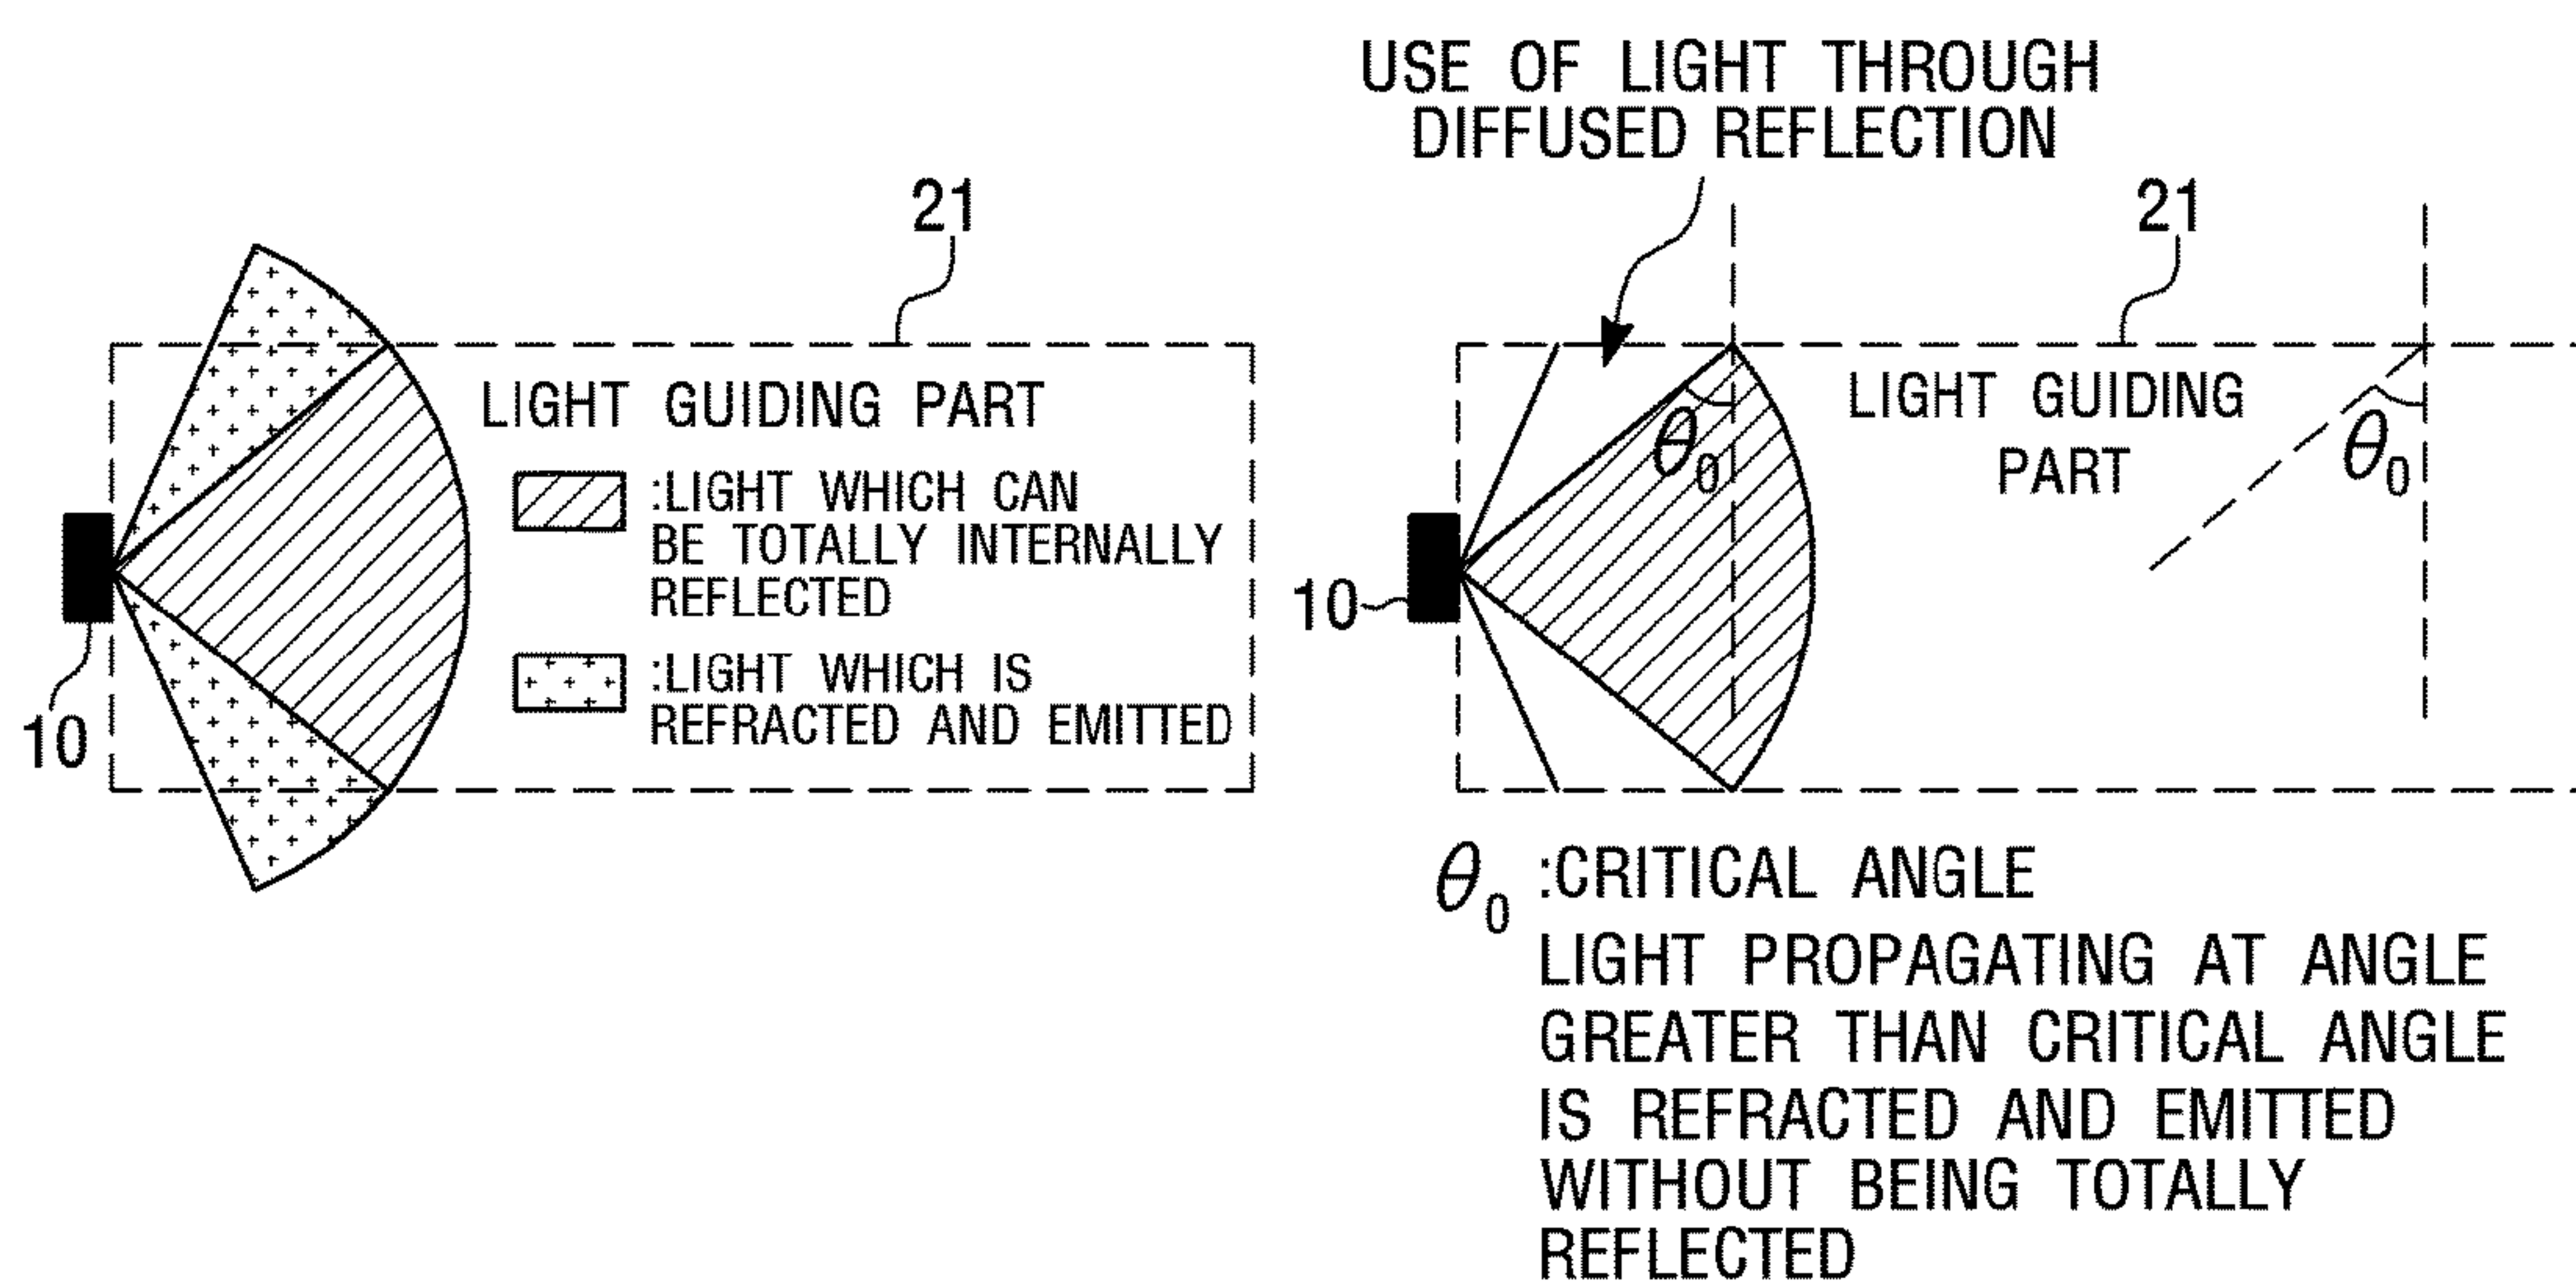 21
LIGHT GUIDING PART
:LIGHT WHICH CAN
BE TOTALLY INTERNALLY
REFLECTED
:LIGHT WHICH IS
REFRACTED AND EMITTED
10
USE OF LIGHT THROUGH
DIFFUSED REFLECTION
21
LIGHT GUIDING
PART
θ0
θ0
10
θ0 :CRITICAL ANGLE
LIGHT PROPAGATING AT ANGLE
GREATER THAN CRITICAL ANGLE
IS REFRACTED AND EMITTED
WITHOUT BEING TOTALLY
REFLECTED